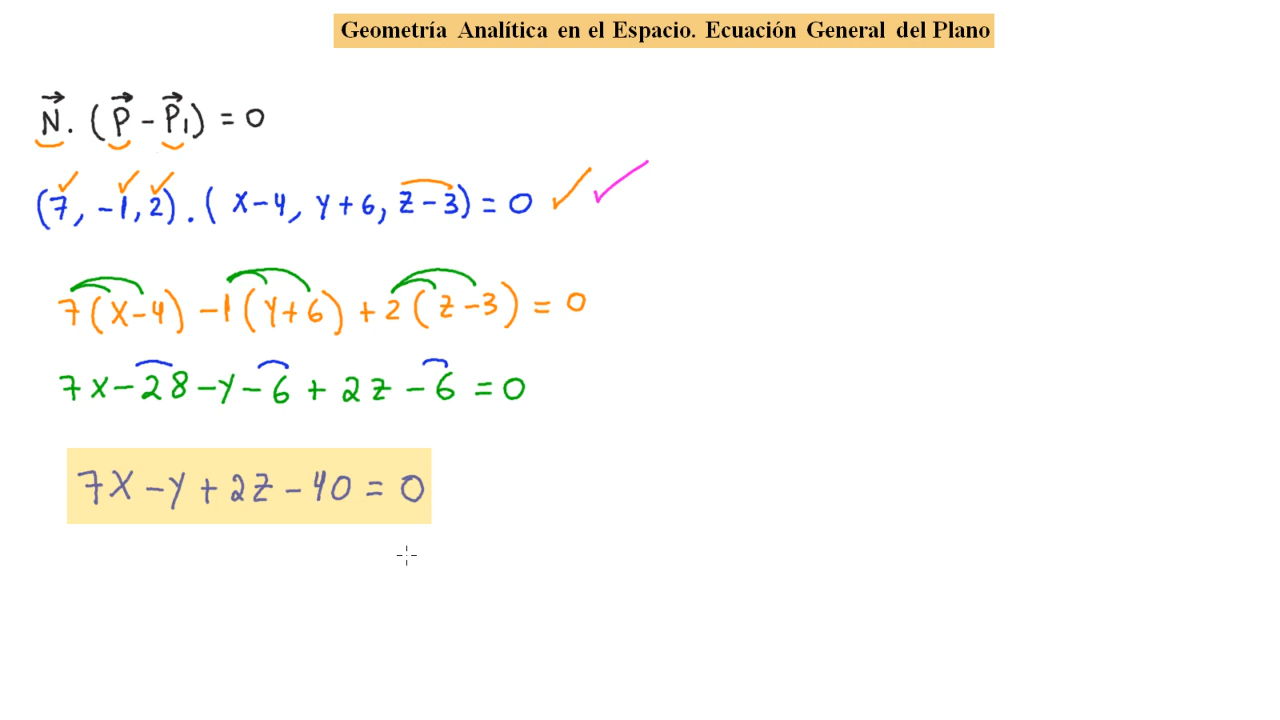 Geometría Analítica en el Espacio. Ecuación General del Plano
N⃗. (P⃗ - P⃗₁) = 0
(7, -1, 2) . (x-4, y+6, z-3) = 0
7(x-4) -1(y+6) +2(z-3) = 0
7x-28-y-6+2z-6=0
7x-y+2z-40=0